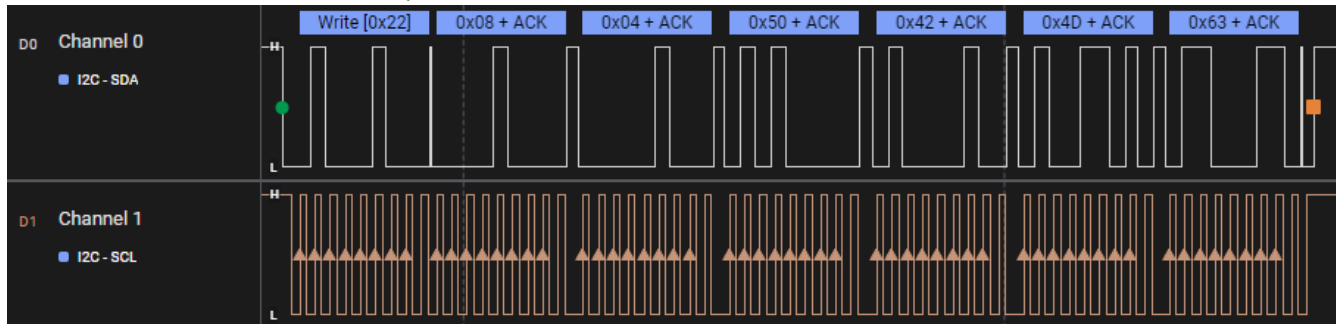 Write [0x22] 0x08 + ACK 0x04 + ACK 0x50 + ACK 0x42 + ACK 0x4D + ACK 0x63 + ACK
D0 Channel 0
H
I2C - SDA
L
D1 Channel 1
H
I2C - SCL
L